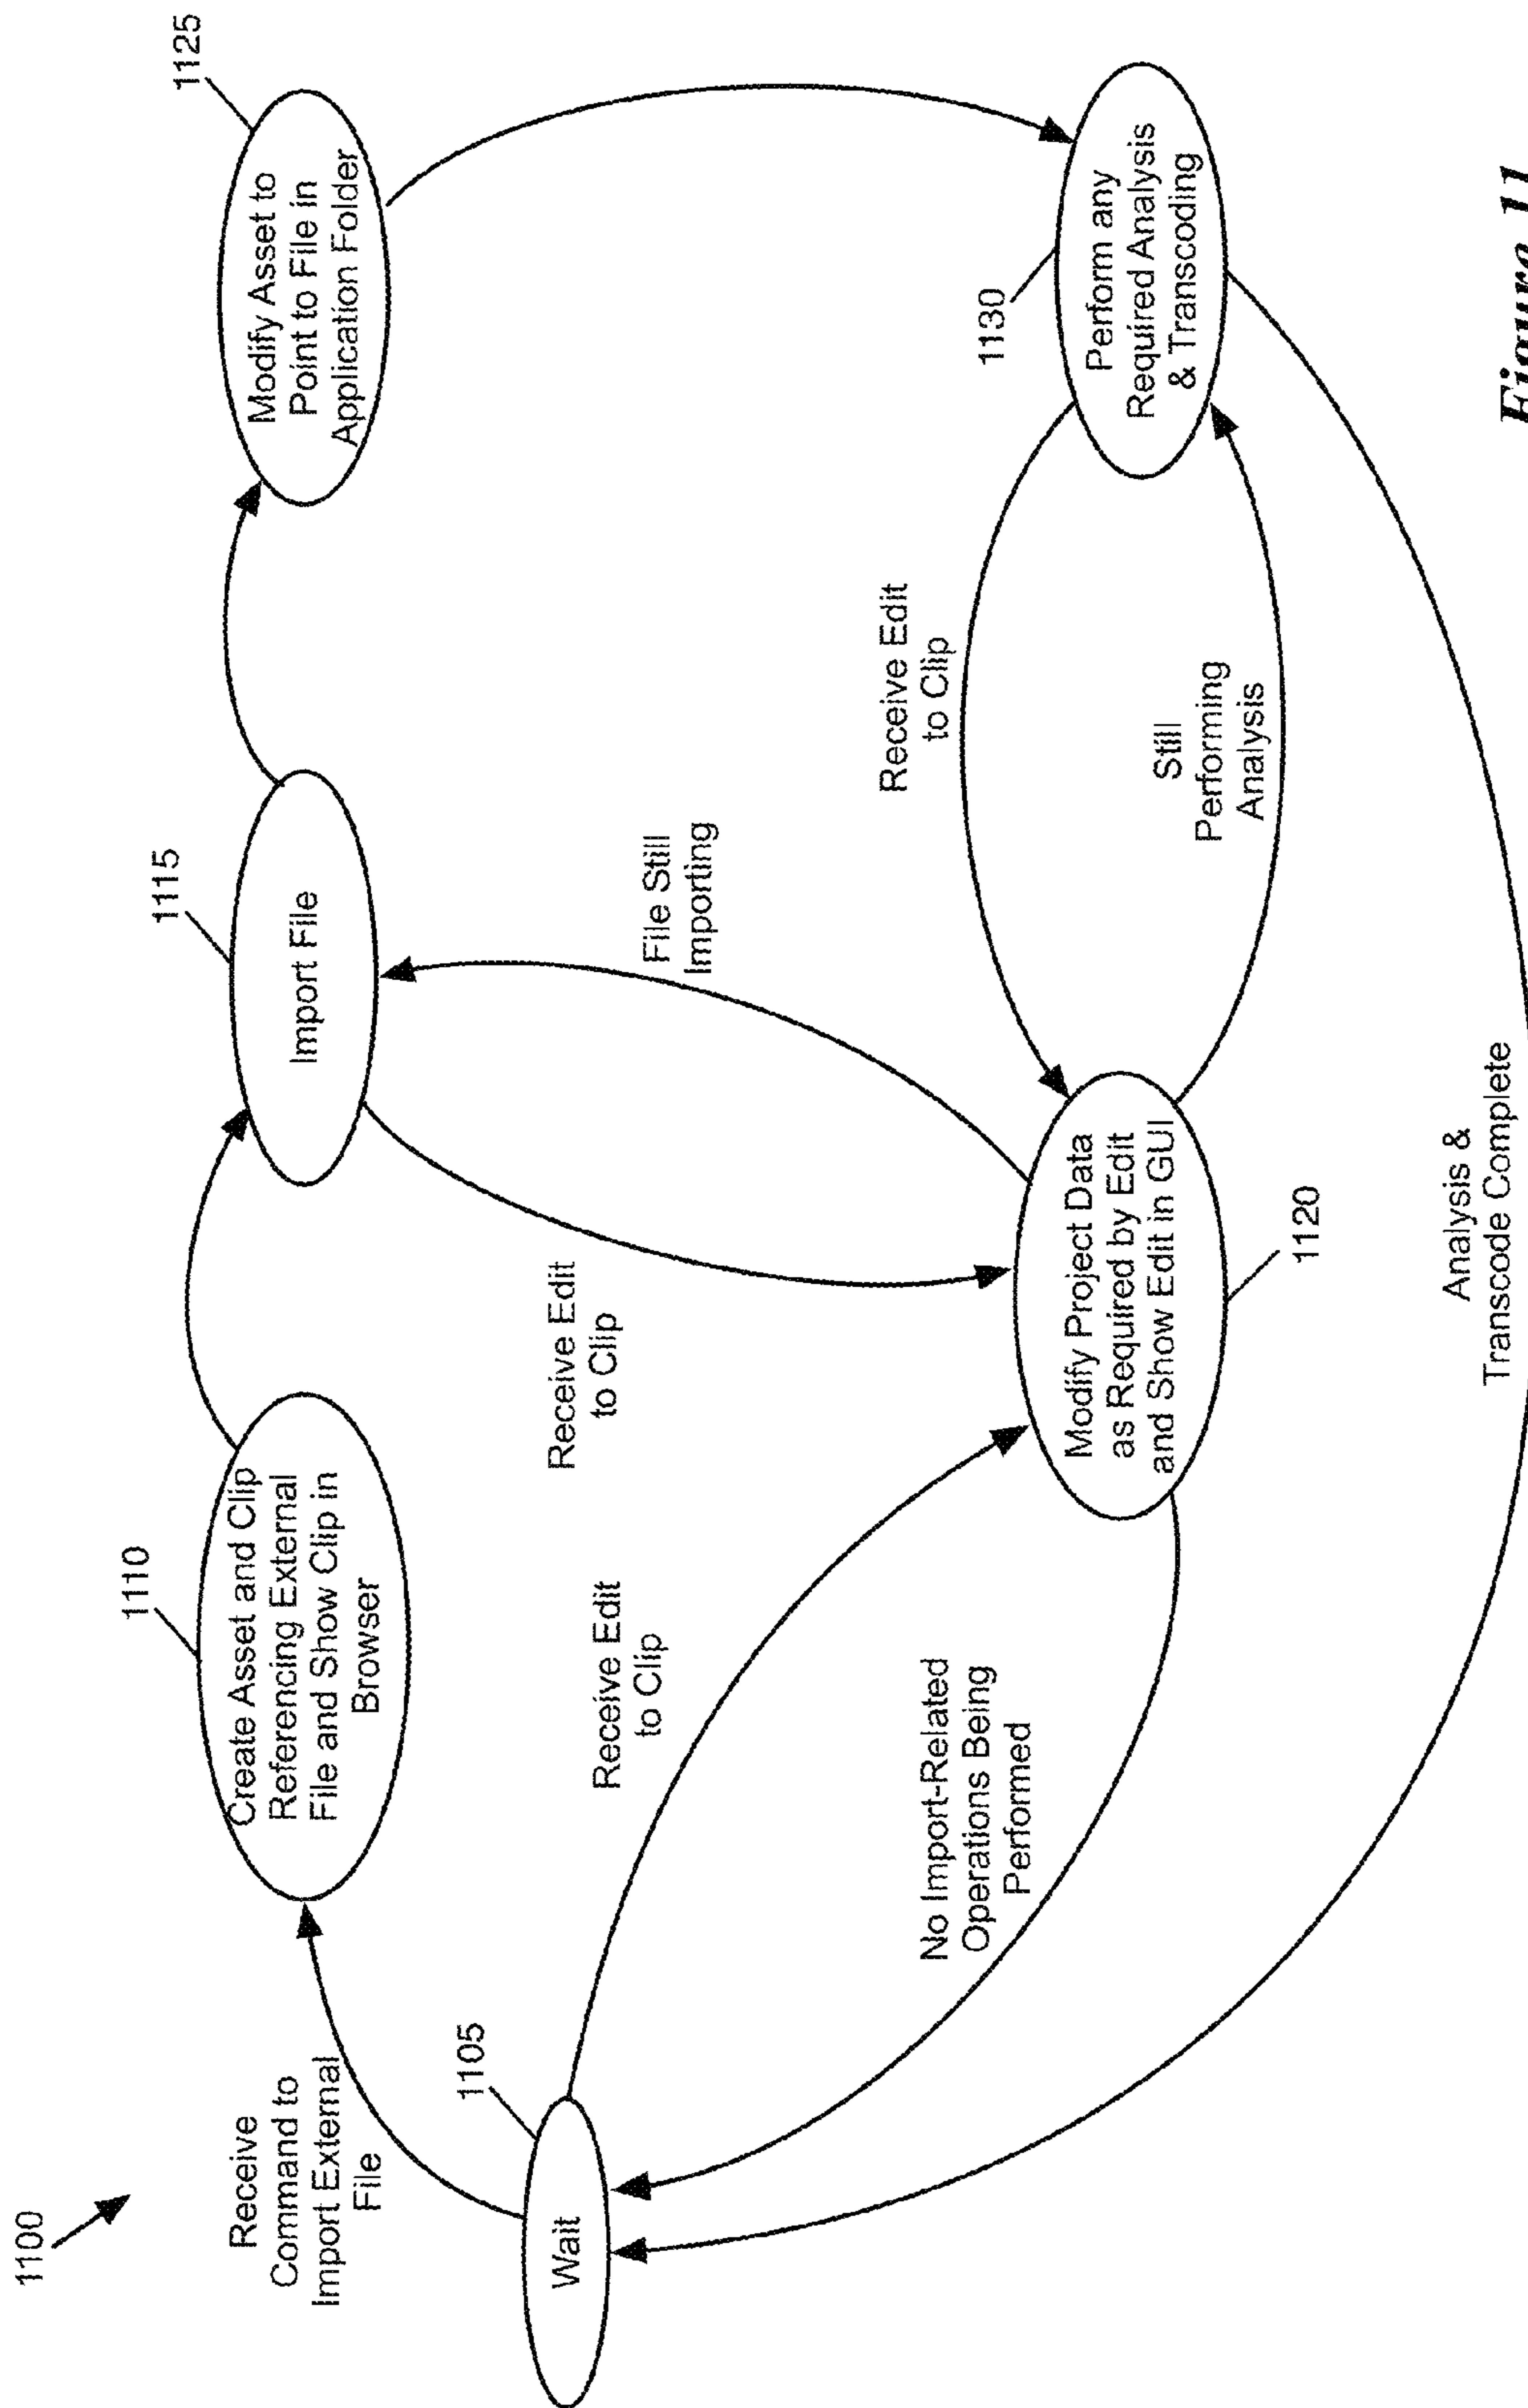 1100
Receive
Command to
Import External
File
1105
Wait
1110
Create Asset and Clip
Referencing External
File and Show Clip in
Browser
1115
Import File
1125
Modify Asset to
Point to File in
Application Folder
Receive Edit
to Clip
No Import-Related
Operations Being
Performed
Receive Edit
to Clip
File Still
Importing
Modify Project Data
as Required by Edit
and Show Edit in GUI
1120
Receive Edit
to Clip
Still
Performing
Analysis
1130
Perform any
Required Analysis
& Transcoding
Analysis &
Transcode Complete
Figure 11